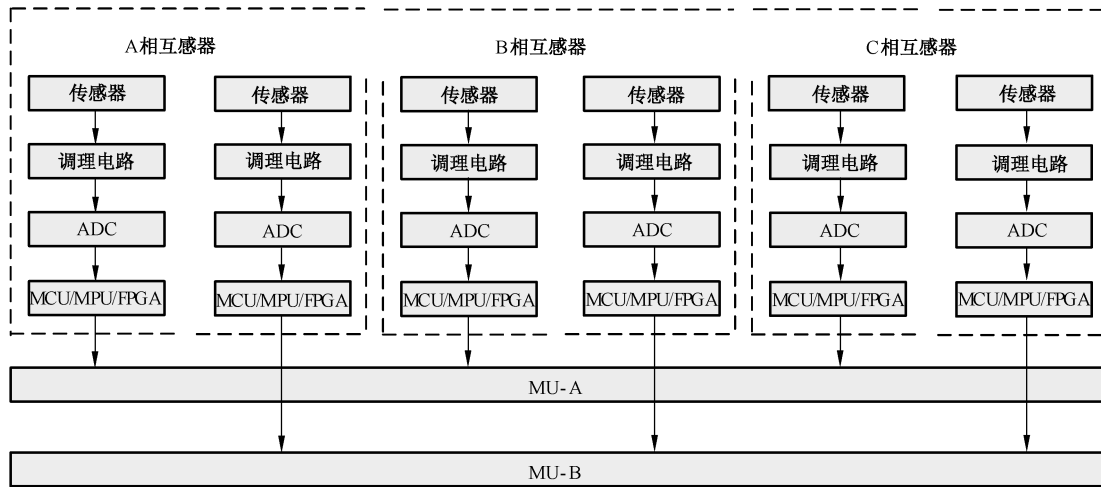 A相互感器 B相互感器 C相互感器
传感器 传感器 传感器 传感器 传感器 传感器
调理电路 调理电路 调理电路 调理电路 调理电路 调理电路
ADC ADC ADC ADC ADC ADC
MCU/MPU/FPGA MCU/MPU/FPGA MCU/MPU/FPGA MCU/MPU/FPGA MCU/MPU/FPGA MCU/MPU/FPGA
MU-A
MU-B